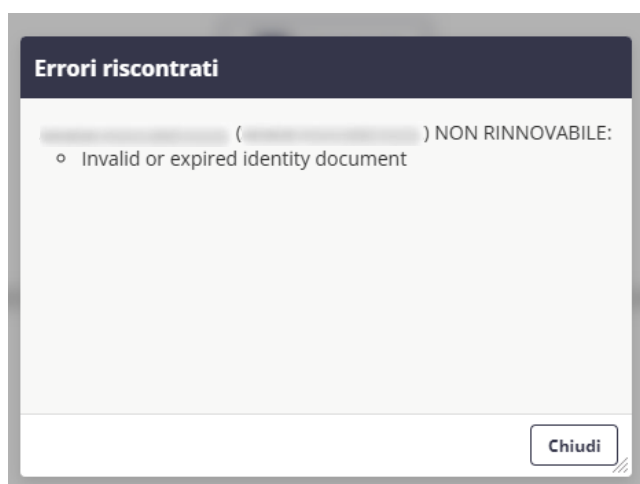 Errori riscontrati
( ) NON RINNOVABILE:
Invalid or expired identity document
Chiudi